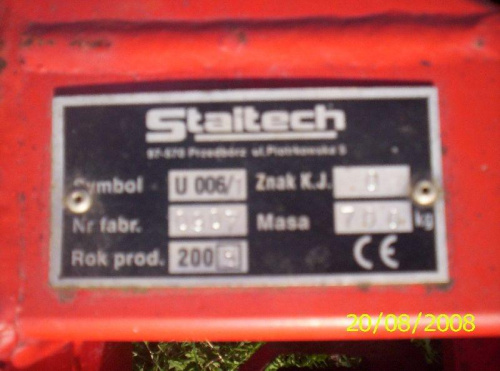 Staltech
97-570 Przedbórz ul.Piotrkowska 5
Symbol U 006/1 Znak K.J. U
Nr fabr. Masa kg
Rok prod. 200 CE
20/08/2008